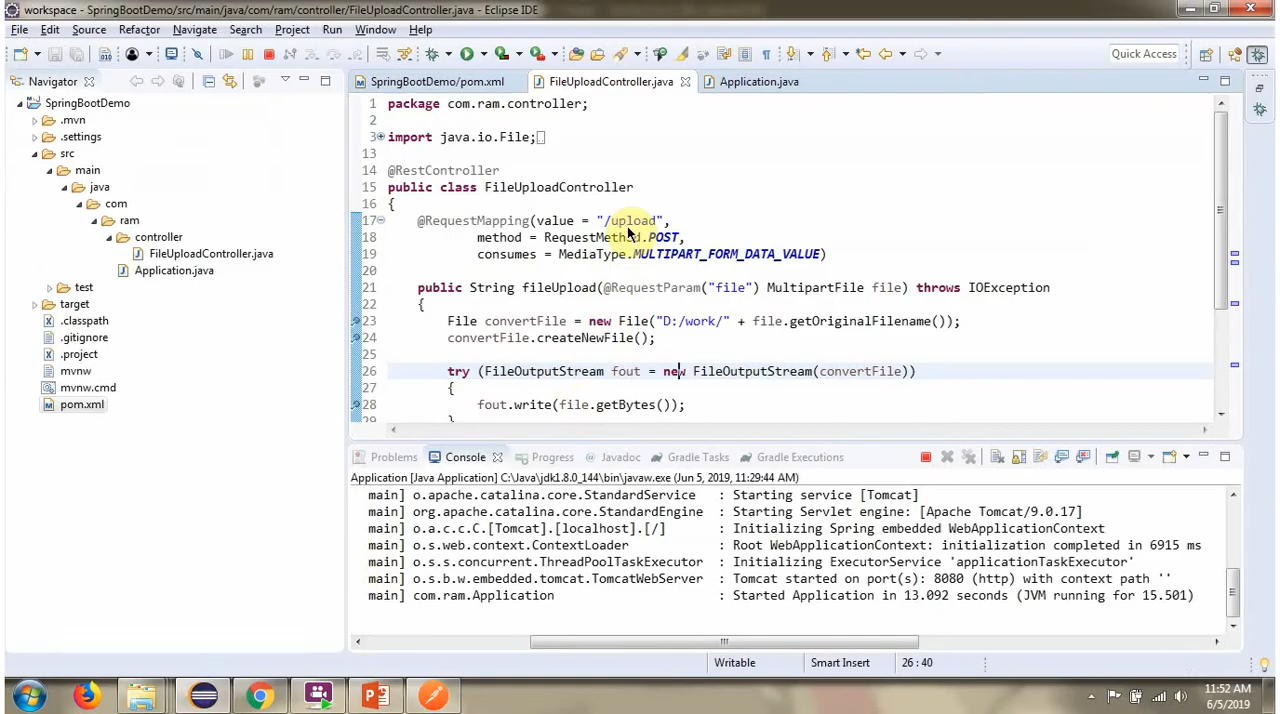 workspace - SpringBootDemo/src/main/java/com/ram/controller/FileUploadController.java - Eclipse IDE
File Edit Source Refactor Navigate Search Project Run Window Help
Quick Access
Navigator
SpringBootDemo
.mvn
.settings
src
main
java
com
ram
controller
FileUploadController.java
Application.java
test
target
.classpath
.gitignore
.project
mvnw
mvnw.cmd
pom.xml
SpringBootDemo/pom.xml FileUploadController.java Application.java
1 package com.ram.controller;
2
3 import java.io.File;
13
14 @RestController
15 public class FileUploadController
16 {
17 @RequestMapping(value = "/upload",
18 method = RequestMethod.POST,
19 consumes = MediaType.MULTIPART_FORM_DATA_VALUE)
20
21 public String fileUpload(@RequestParam("file") MultipartFile file) throws IOException
22 {
23 File convertFile = new File("D:/work/" + file.getOriginalFilename());
24 convertFile.createNewFile();
25
26 try (FileOutputStream fout = new FileOutputStream(convertFile))
27 {
28 fout.write(file.getBytes());
29 }
Problems Console Progress Javadoc Gradle Tasks Gradle Executions
Application [Java Application] C:\Java\jdk1.8.0_144\bin\javaw.exe (Jun 5, 2019, 11:29:44 AM)
main] o.apache.catalina.core.StandardService : Starting service [Tomcat]
main] org.apache.catalina.core.StandardEngine : Starting Servlet engine: [Apache Tomcat/9.0.17]
main] o.a.c.c.C.[Tomcat].[localhost].[/] : Initializing Spring embedded WebApplicationContext
main] o.s.web.context.ContextLoader : Root WebApplicationContext: initialization completed in 6915 ms
main] o.s.s.concurrent.ThreadPoolTaskExecutor : Initializing ExecutorService 'applicationTaskExecutor'
main] o.s.b.w.embedded.tomcat.TomcatWebServer : Tomcat started on port(s): 8080 (http) with context path ''
main] com.ram.Application : Started Application in 13.092 seconds (JVM running for 15.501)
Writable Smart Insert 26 : 40
11:52 AM
6/5/2019